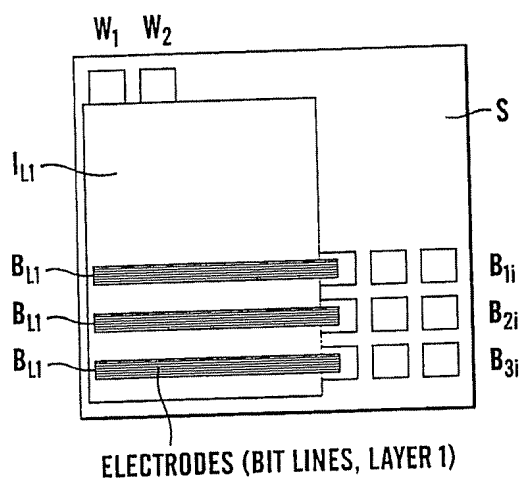 W1 W2
S
IL1
BL1 B1i
BL1 B2i
BL1 B3i
ELECTRODES (BIT LINES, LAYER 1)